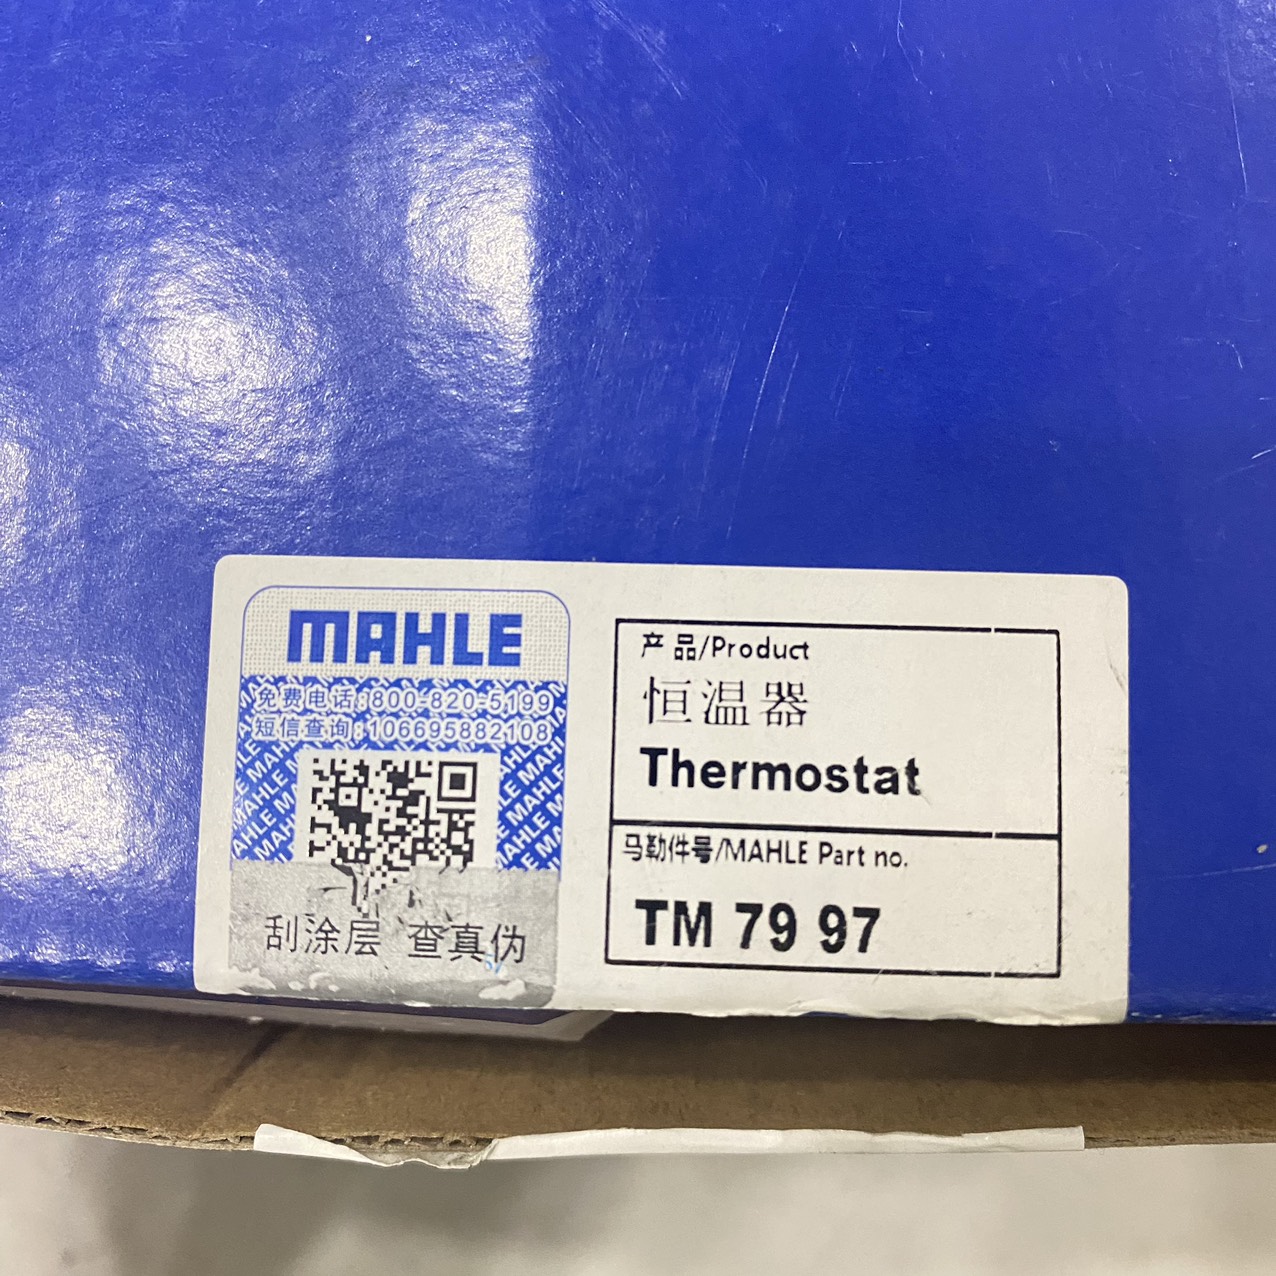 MAHLE
免费电话:800-820-5199
短信查询:106695882108
刮涂层 查真伪
产品/Product
恒温器
Thermostat
马勒件号/MAHLE Part no.
TM 79 97